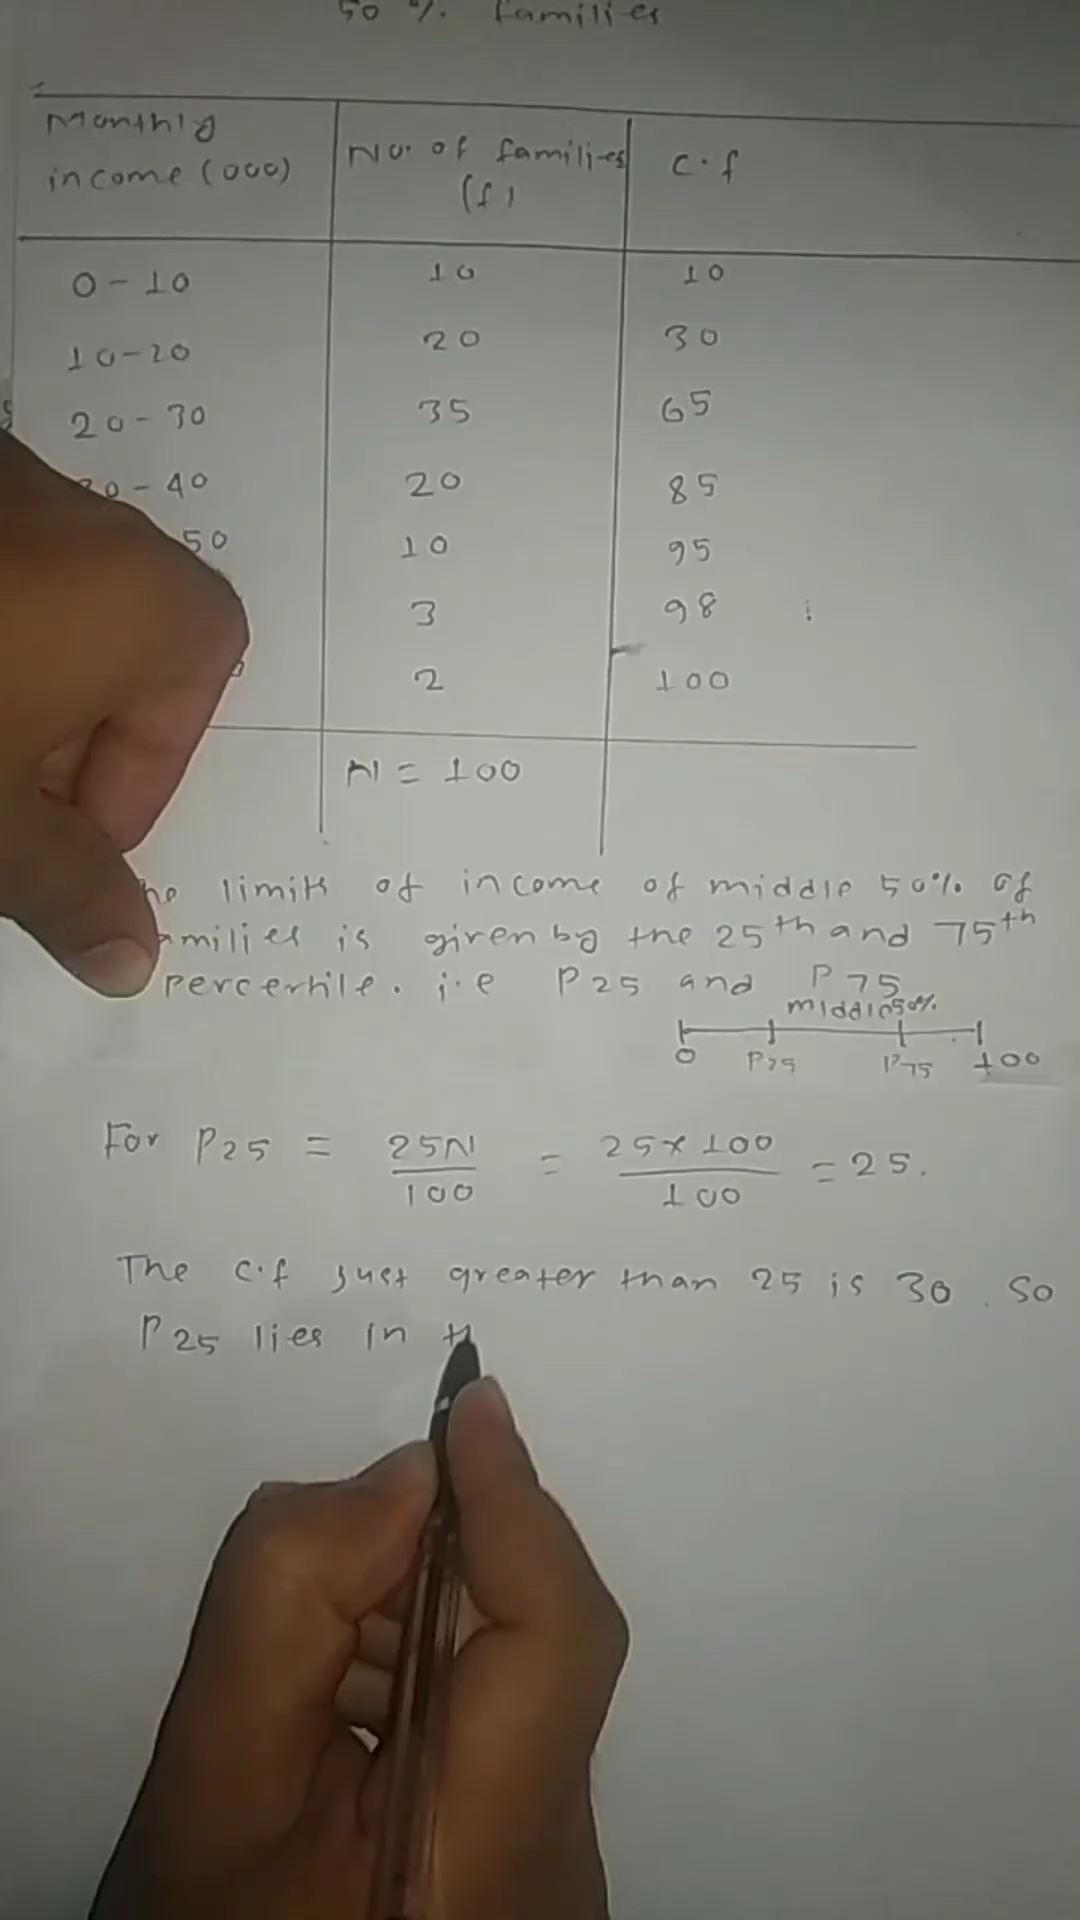 50 % families
Monthly income (000) No. of families (f) c.f
0-10 10 10
10-20 20 30
20-30 35 65
0-40 20 85
50 10 95
3 98
2 100
N = 100
limits of income of middle 50% of
is given by the 25th and 75th
percentile. i.e P25 and P75
middle 50%
0 P25 P75 100
For P25 = 25N/100 = 25×100/100 = 25.
The c.f just greater than 25 is 30. So
P25 lies in